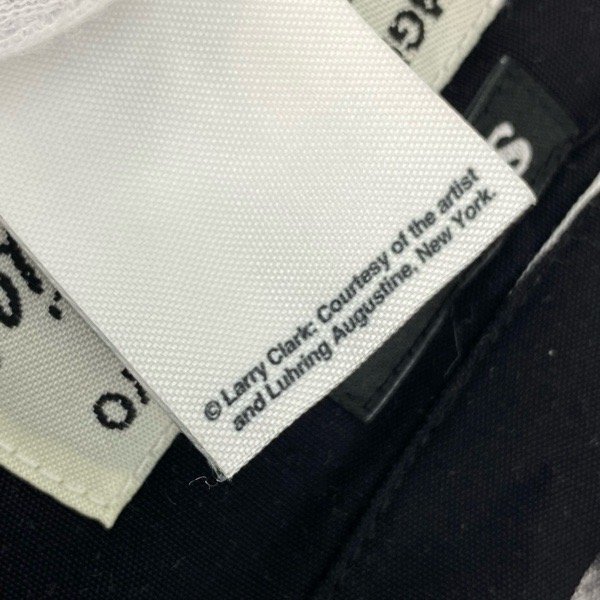 © Larry Clark: Courtesy of the artist
and Luhring Augustine, New York.
S